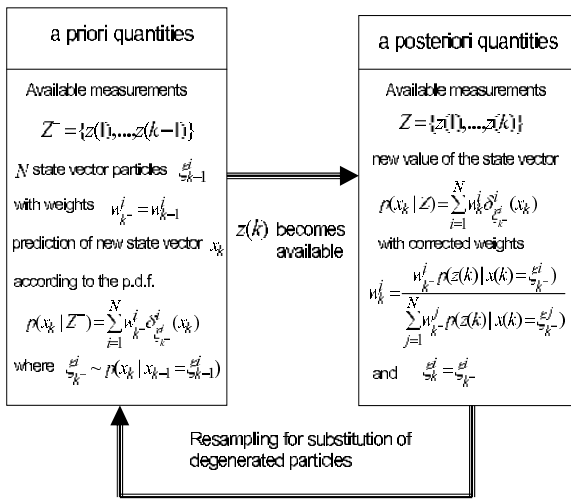 a priori quantities
Available measurements
Z⁻ = {z(1),...,z(k−1)}
N state vector particles ξ^i_{k−1}
with weights w^i_{k⁻} = w^i_{k−1}
prediction of new state vector x_k
according to the p.d.f.
p(x_k | Z⁻) = ∑_{i=1}^{N} w^i_{k⁻} δ_{ξ^i_{k⁻}}(x_k)
where ξ^i_{k⁻} ~ p(x_k | x_{k−1} = ξ^i_{k−1})
z(k) becomes
available
a posteriori quantities
Available measurements
Z = {z(1),...,z(k)}
new value of the state vector
p(x_k | Z) = ∑_{i=1}^{N} w^i_k δ_{ξ^i_{k⁻}}(x_k)
with corrected weights
w^i_k = w^i_{k⁻} p(z(k) | x(k) = ξ^i_{k⁻}) / ∑_{j=1}^{N} w^j_{k⁻} p(z(k) | x(k) = ξ^j_{k⁻})
and ξ^i_k = ξ^i_{k⁻}
Resampling for substitution of
degenerated particles